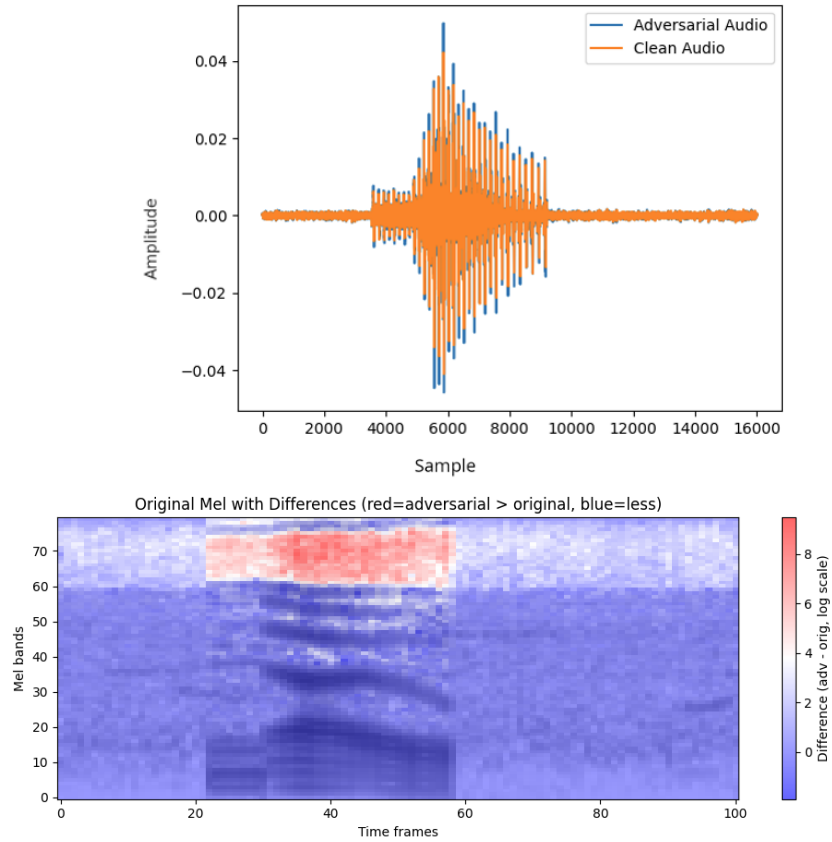 Adversarial Audio
Clean Audio
0.04
0.02
0.00
−0.02
−0.04
Amplitude
0 2000 4000 6000 8000 10000 12000 14000 16000
Sample
Original Mel with Differences (red=adversarial > original, blue=less)
70
60
50
40
30
20
10
0
Mel bands
0 20 40 60 80 100
Time frames
8
6
4
2
0
Difference (adv - orig, log scale)